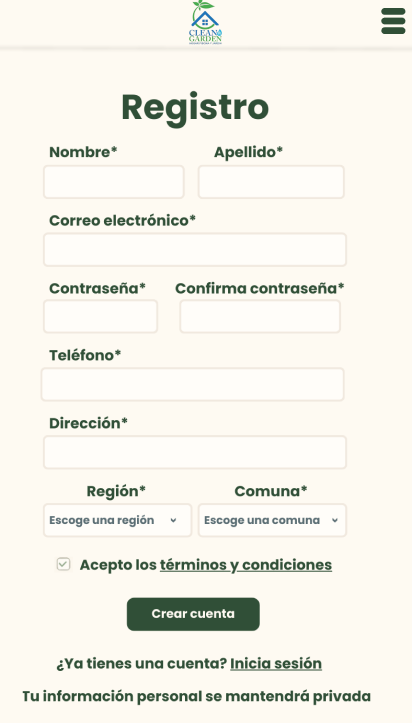 CLEAN
GARDEN
Registro
Nombre* Apellido*
Correo electrónico*
Contraseña* Confirma contraseña*
Teléfono*
Dirección*
Región* Comuna*
Escoge una región Escoge una comuna
Acepto los términos y condiciones
Crear cuenta
¿Ya tienes una cuenta? Inicia sesión
Tu información personal se mantendrá privada